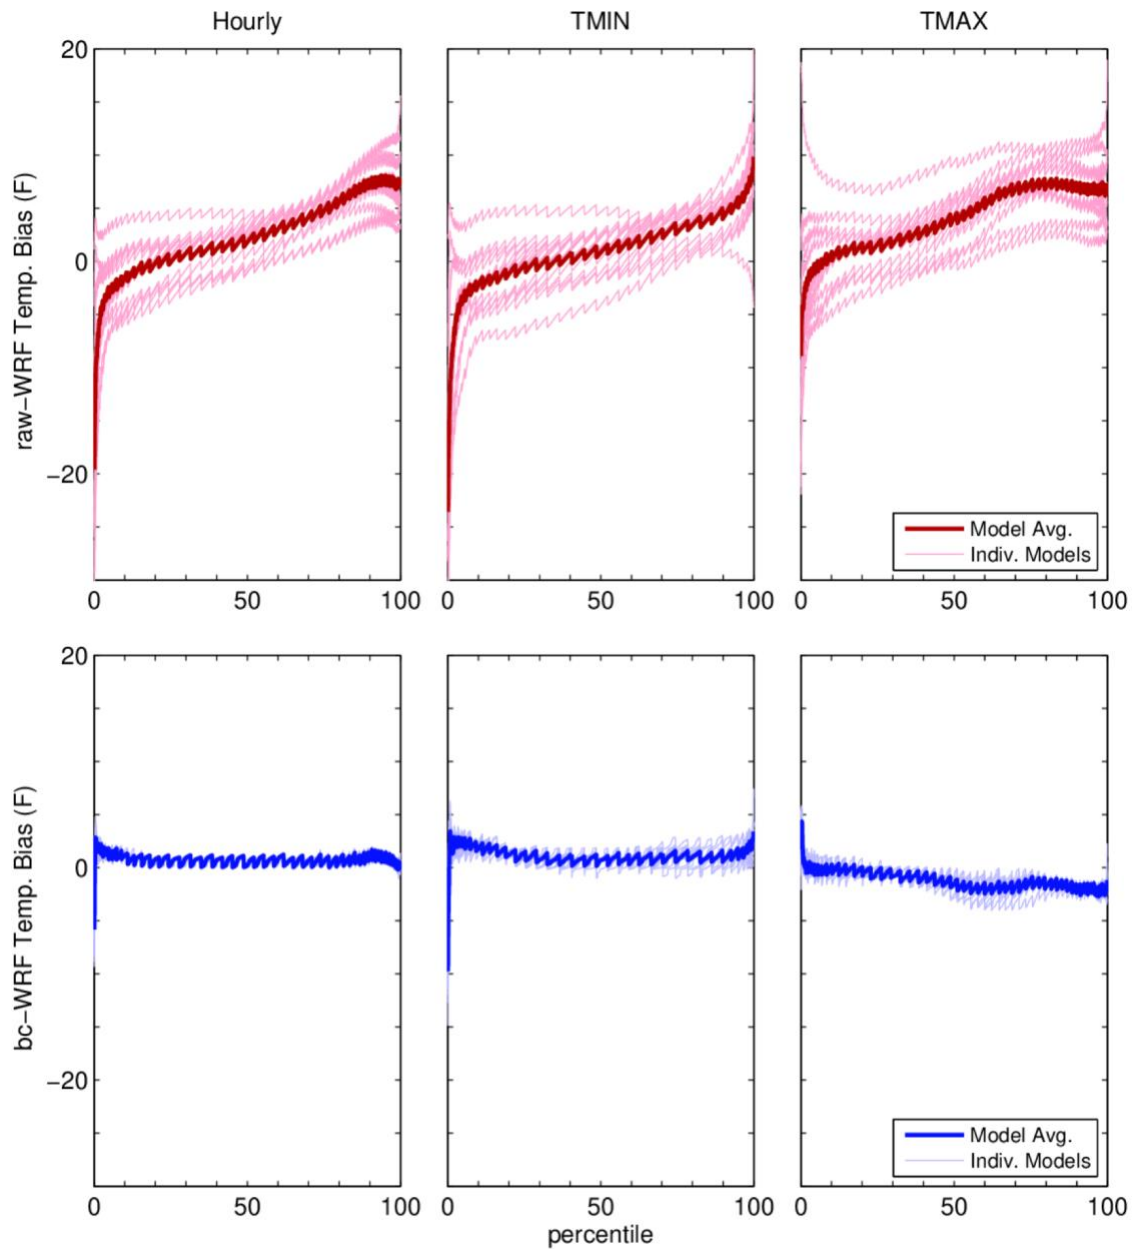 Hourly TMIN TMAX
raw-WRF Temp. Bias (F)
20
0
-20
Model Avg.
Indiv. Models
0 50 100 0 50 100 0 50 100
bc-WRF Temp. Bias (F)
20
0
-20
Model Avg.
Indiv. Models
0 50 100 0 50 100 0 50 100
percentile